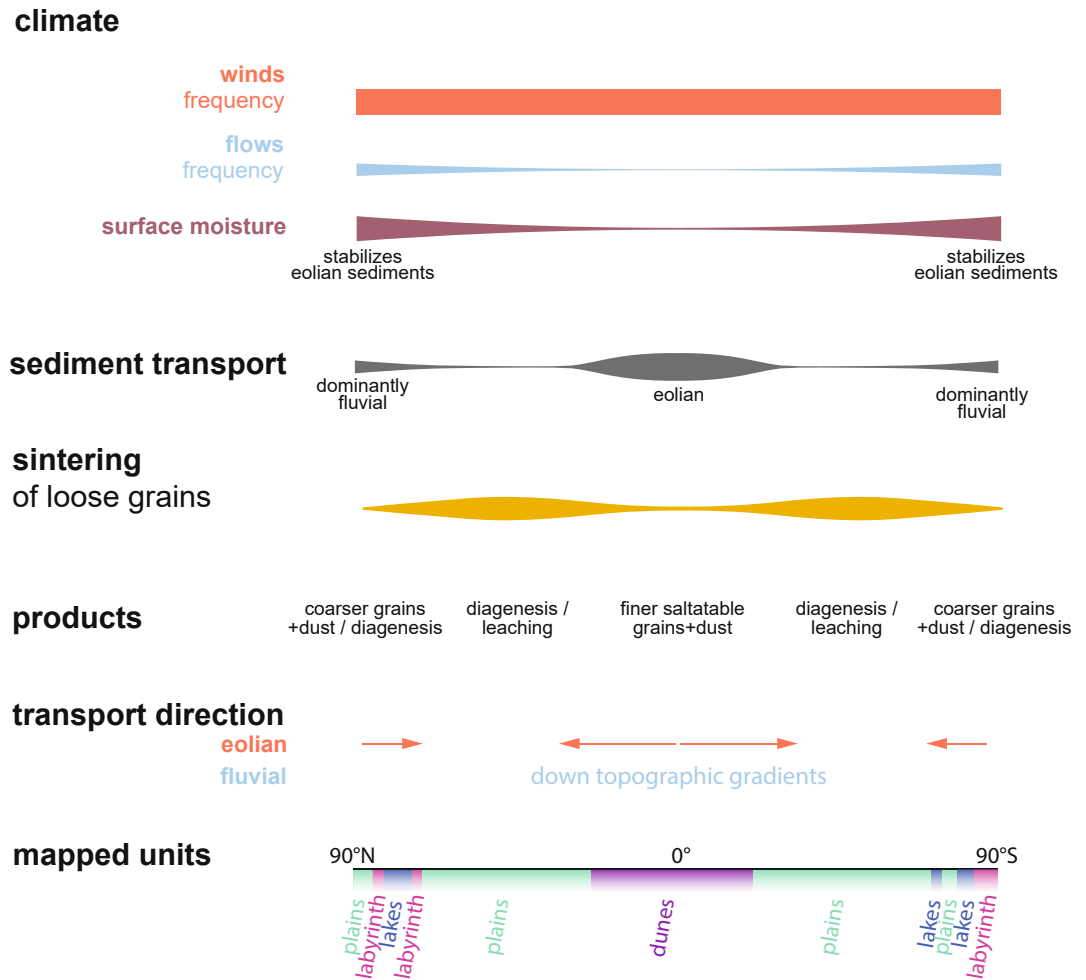 climate
winds
frequency
flows
frequency
surface moisture
stabilizes
eolian sediments
stabilizes
eolian sediments
sediment transport
dominantly
fluvial
eolian
dominantly
fluvial
sintering
of loose grains
products
coarser grains
+dust / diagenesis
diagenesis /
leaching
finer saltatable
grains+dust
diagenesis /
leaching
coarser grains
+dust / diagenesis
transport direction
eolian
fluvial
down topographic gradients
mapped units
90°N
0°
90°S
plains
labyrinth
lakes
labyrinth
plains
dunes
plains
lakes
plains
lakes
labyrinth